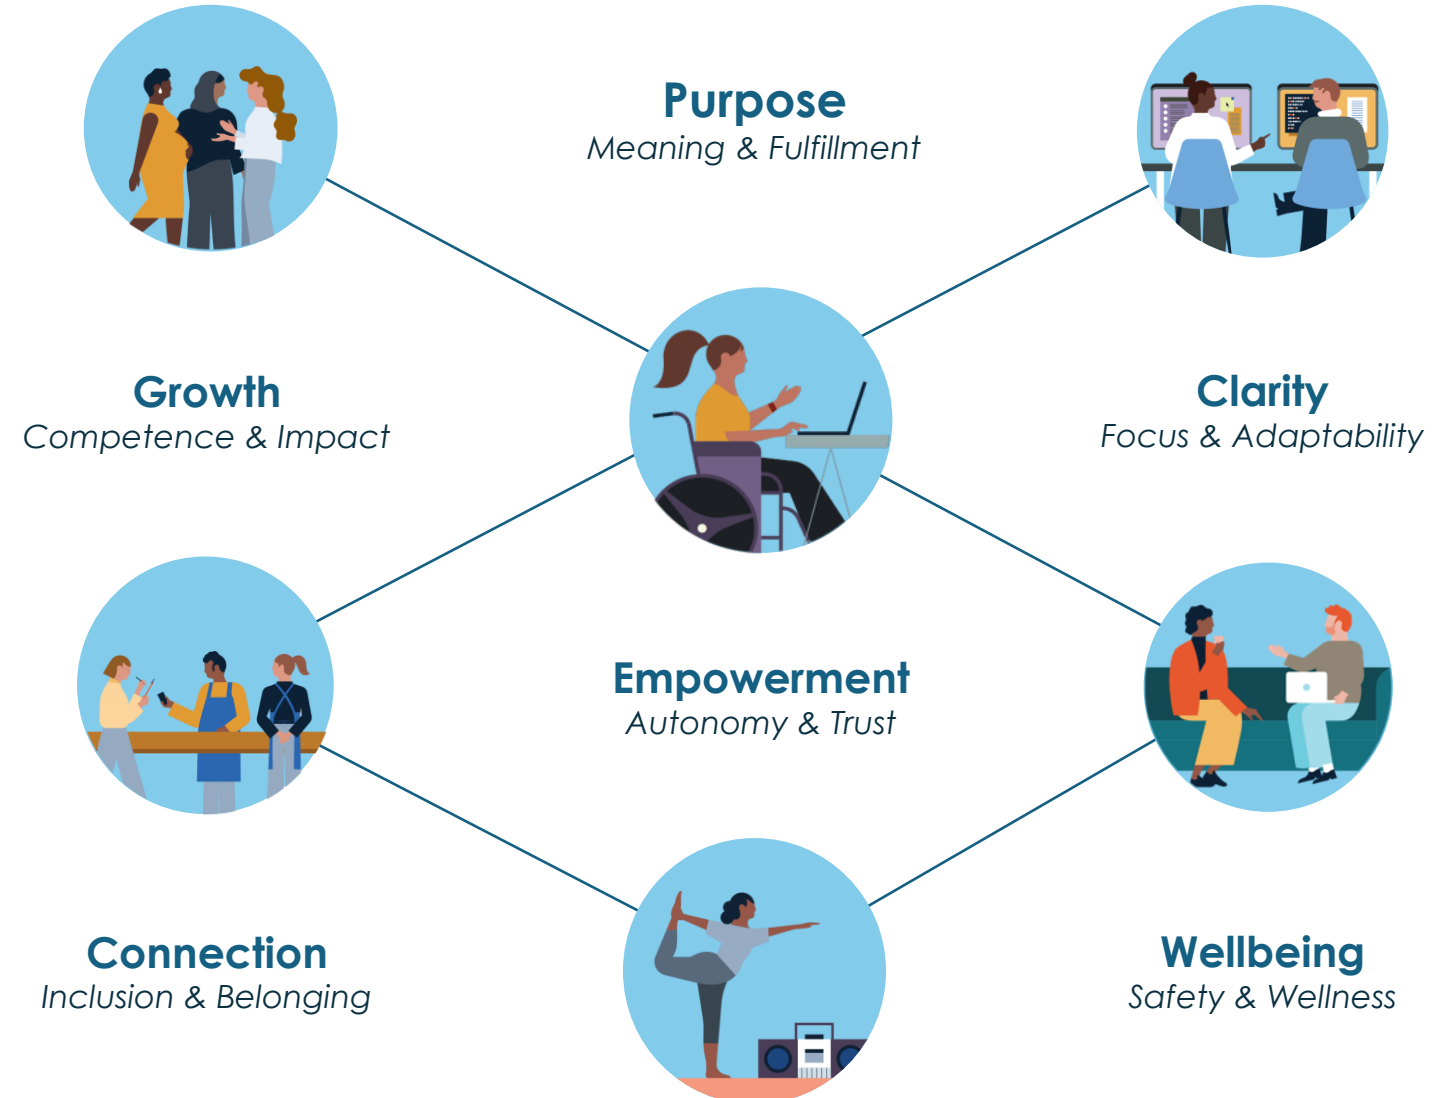 Purpose
Meaning & Fulfillment
Growth
Competence & Impact
Clarity
Focus & Adaptability
Empowerment
Autonomy & Trust
Connection
Inclusion & Belonging
Wellbeing
Safety & Wellness